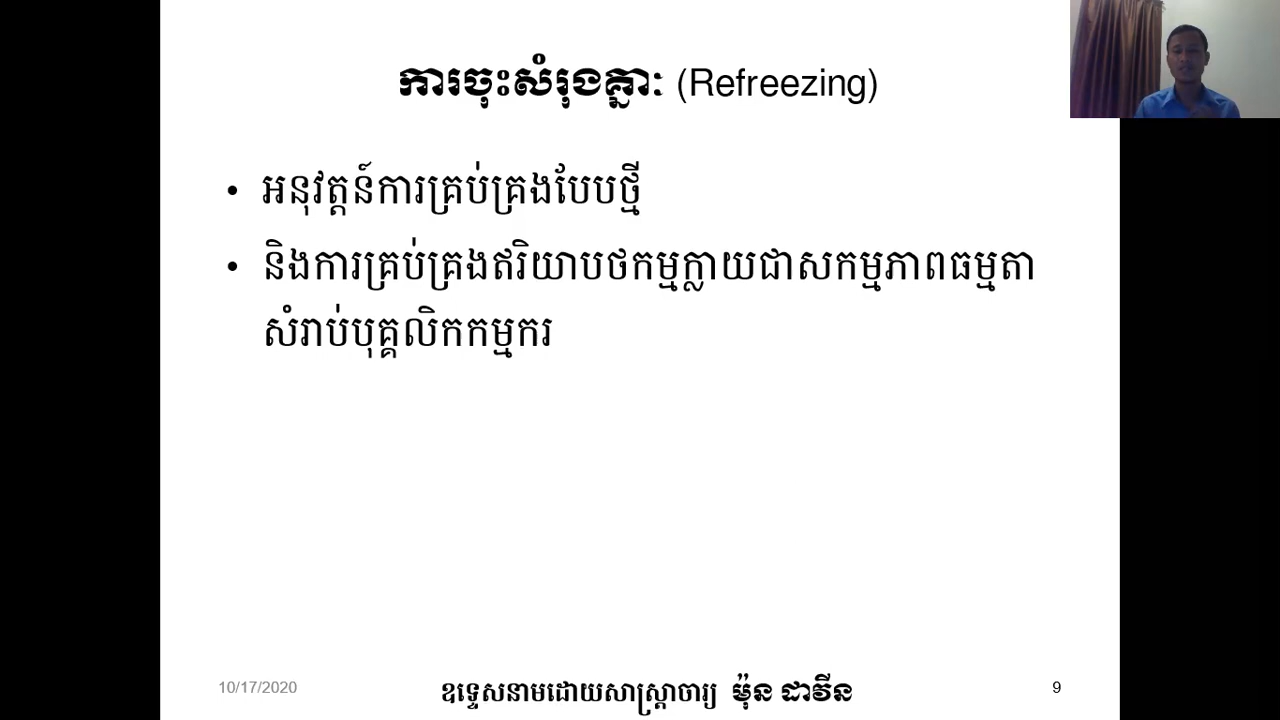 ការចុះសំរុងគ្នា: (Refreezing)
• អនុវត្តន៍ការគ្រប់គ្រងបែបថ្មី
• និងការគ្រប់គ្រងឥរិយាបថកម្មក្លាយជាសកម្មភាពធម្មតា
សំរាប់បុគ្គលិកកម្មករ
10/17/2020
ឧទ្ទេសនាមដោយសាស្ត្រាចារ្យ ម៉ុន ដាវីន
9